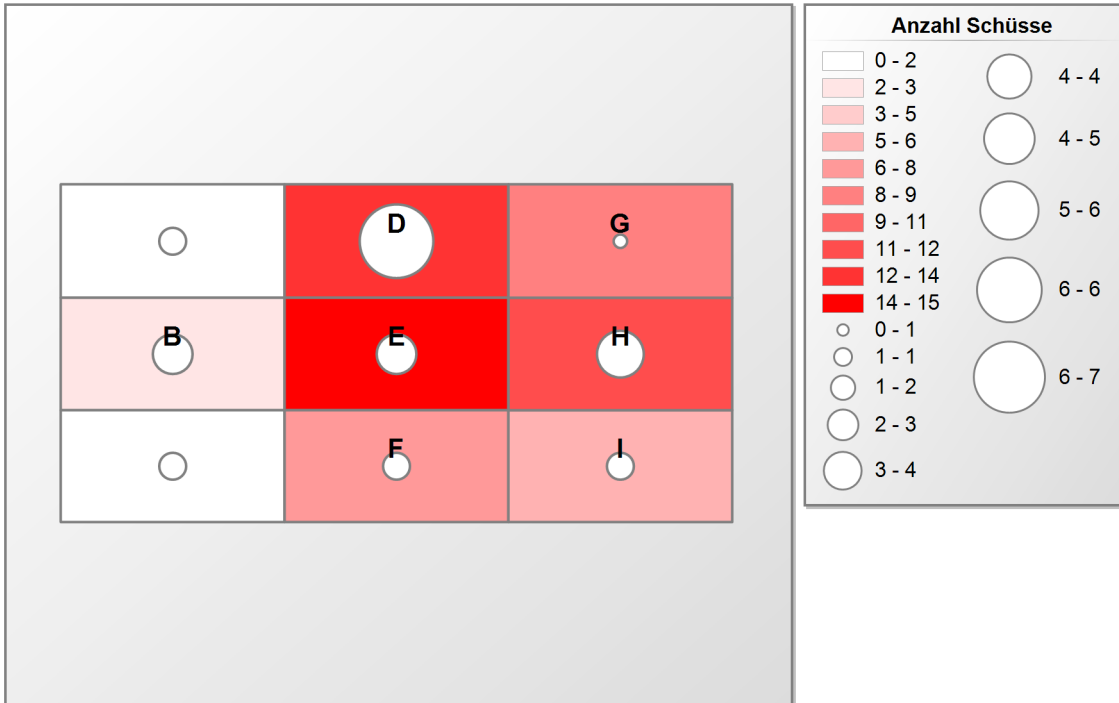 D
G
B
E
H
F
I
Anzahl Schüsse
0 - 2
2 - 3
3 - 5
5 - 6
6 - 8
8 - 9
9 - 11
11 - 12
12 - 14
14 - 15
0 - 1
1 - 1
1 - 2
2 - 3
3 - 4
4 - 4
4 - 5
5 - 6
6 - 6
6 - 7